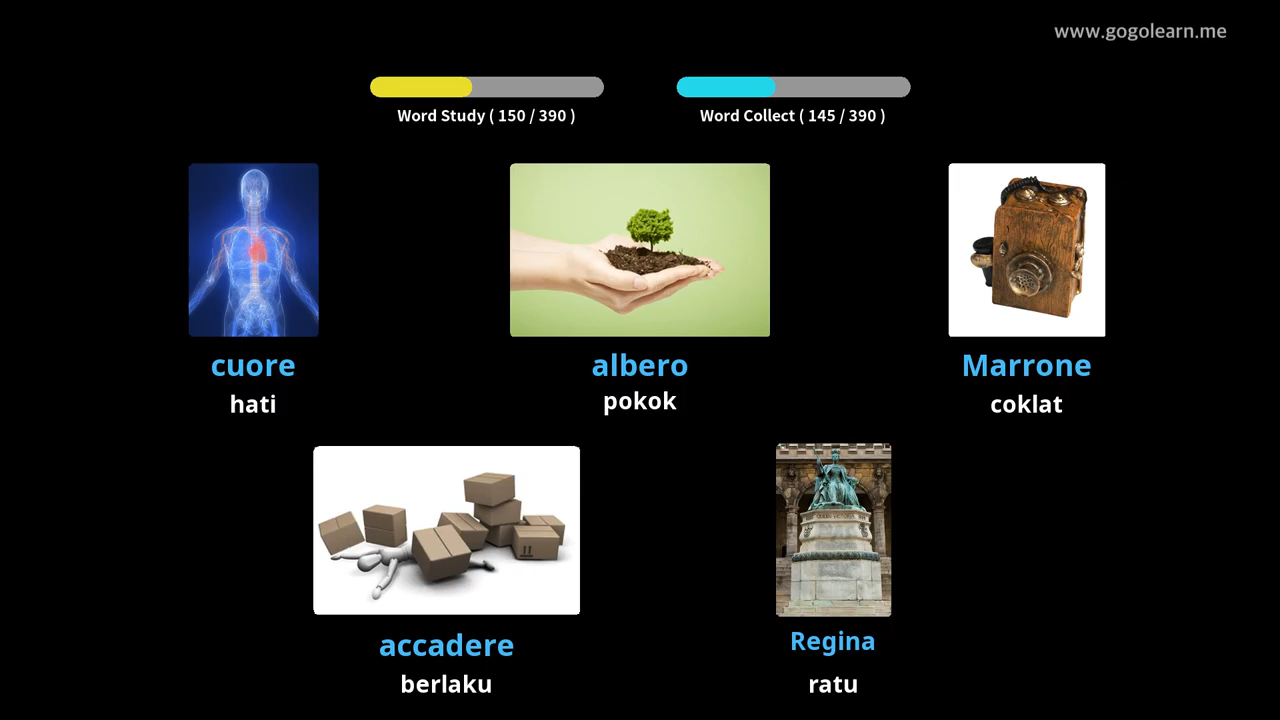 www.gogolearn.me
Word Study ( 150 / 390 )
Word Collect ( 145 / 390 )
cuore
hati
albero
pokok
Marrone
coklat
accadere
berlaku
Regina
ratu